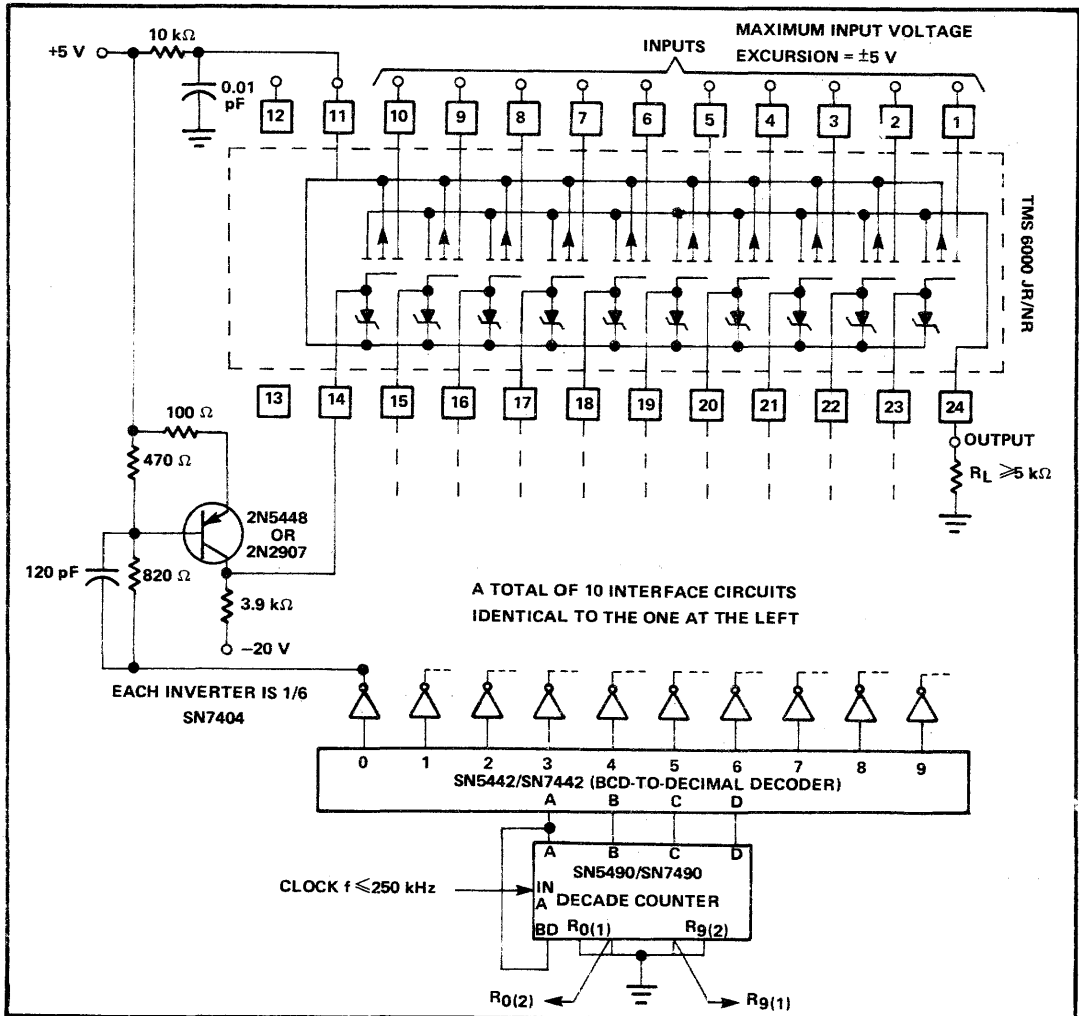 MAXIMUM INPUT VOLTAGE
EXCURSION = ±5 V
INPUTS
10 kΩ
+5 V
0.01
pF
12
11
10
9
8
7
6
5
4
3
2
1
TMS 6000 JR/NR
13
14
15
16
17
18
19
20
21
22
23
24
OUTPUT
RL ⩾5 kΩ
100 Ω
470 Ω
2N5448
OR
2N2907
120 pF
820 Ω
3.9 kΩ
−20 V
A TOTAL OF 10 INTERFACE CIRCUITS
IDENTICAL TO THE ONE AT THE LEFT
EACH INVERTER IS 1/6
SN7404
0 1 2 3 4 5 6 7 8 9
SN5442/SN7442 (BCD-TO-DECIMAL DECODER)
A B C D
A B C D
SN5490/SN7490
DECADE COUNTER
CLOCK f ⩽250 kHz
IN
A
BD R0(1) R9(2)
R0(2) R9(1)